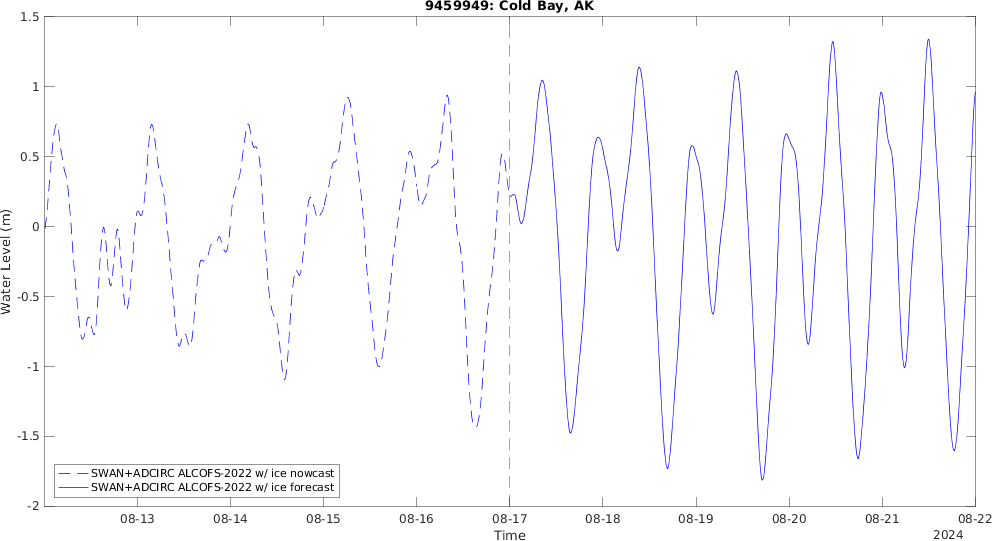 9459949: Cold Bay, AK
1.5
1
0.5
0
-0.5
-1
-1.5
-2
Water Level (m)
SWAN+ADCIRC ALCOFS-2022 w/ ice nowcast
SWAN+ADCIRC ALCOFS-2022 w/ ice forecast
08-13 08-14 08-15 08-16 08-17 08-18 08-19 08-20 08-21 08-22
Time
2024